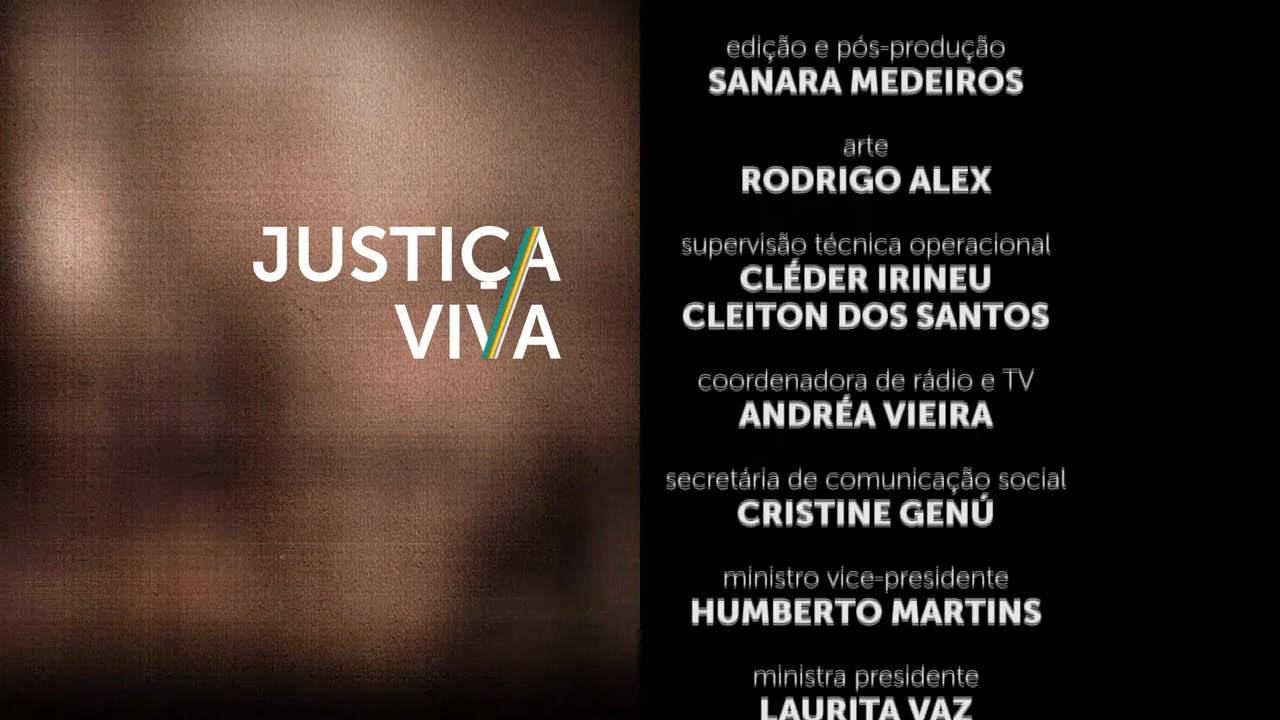 JUSTIÇA
VIVA
edição e pós-produção
SANARA MEDEIROS
arte
RODRIGO ALEX
supervisão técnica operacional
CLÉDER IRINEU
CLEITON DOS SANTOS
coordenadora de rádio e TV
ANDRÉA VIEIRA
secretária de comunicação social
CRISTINE GENÚ
ministro vice-presidente
HUMBERTO MARTINS
ministra presidente
LAURITA VAZ